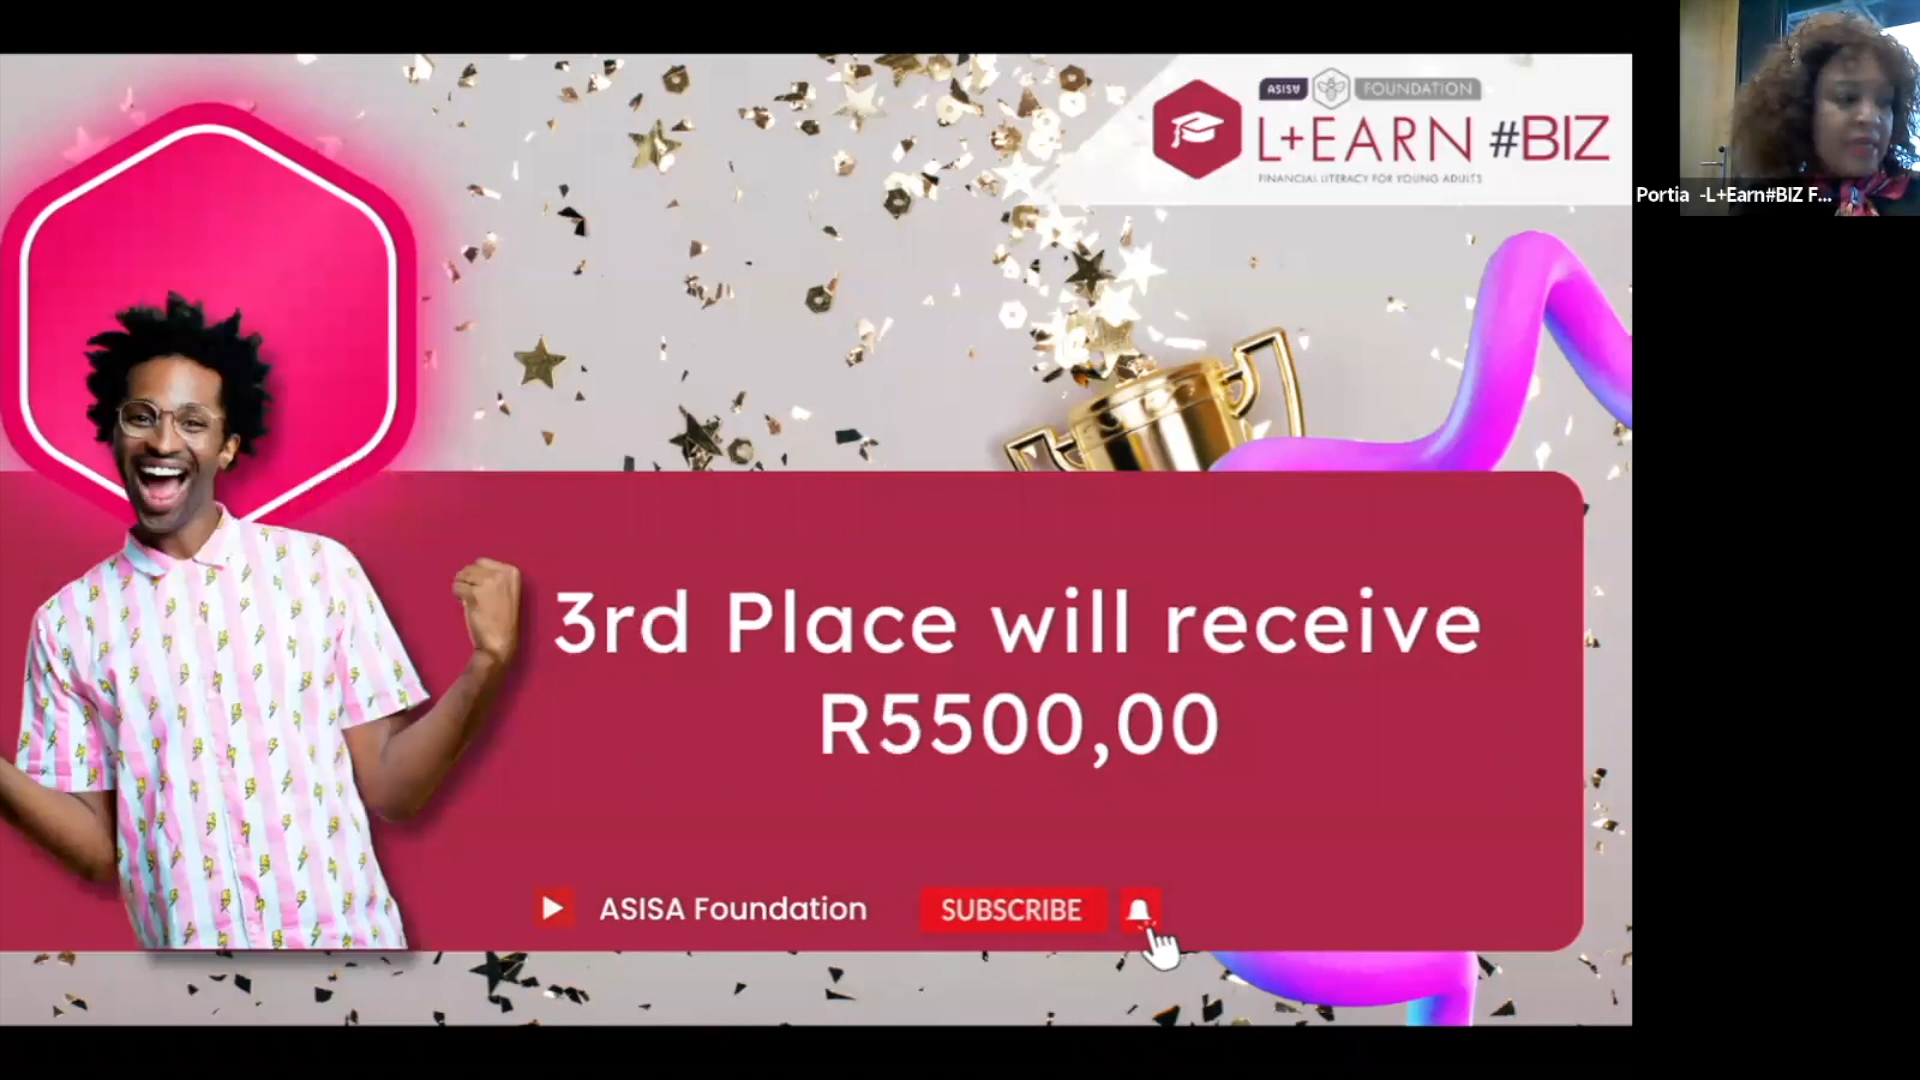 ASISA
FOUNDATION
L+EARN #BIZ
FINANCIAL LITERACY FOR YOUNG ADULTS
Portia -L+Earn#BIZ F...
3rd Place will receive
R5500,00
ASISA Foundation
SUBSCRIBE